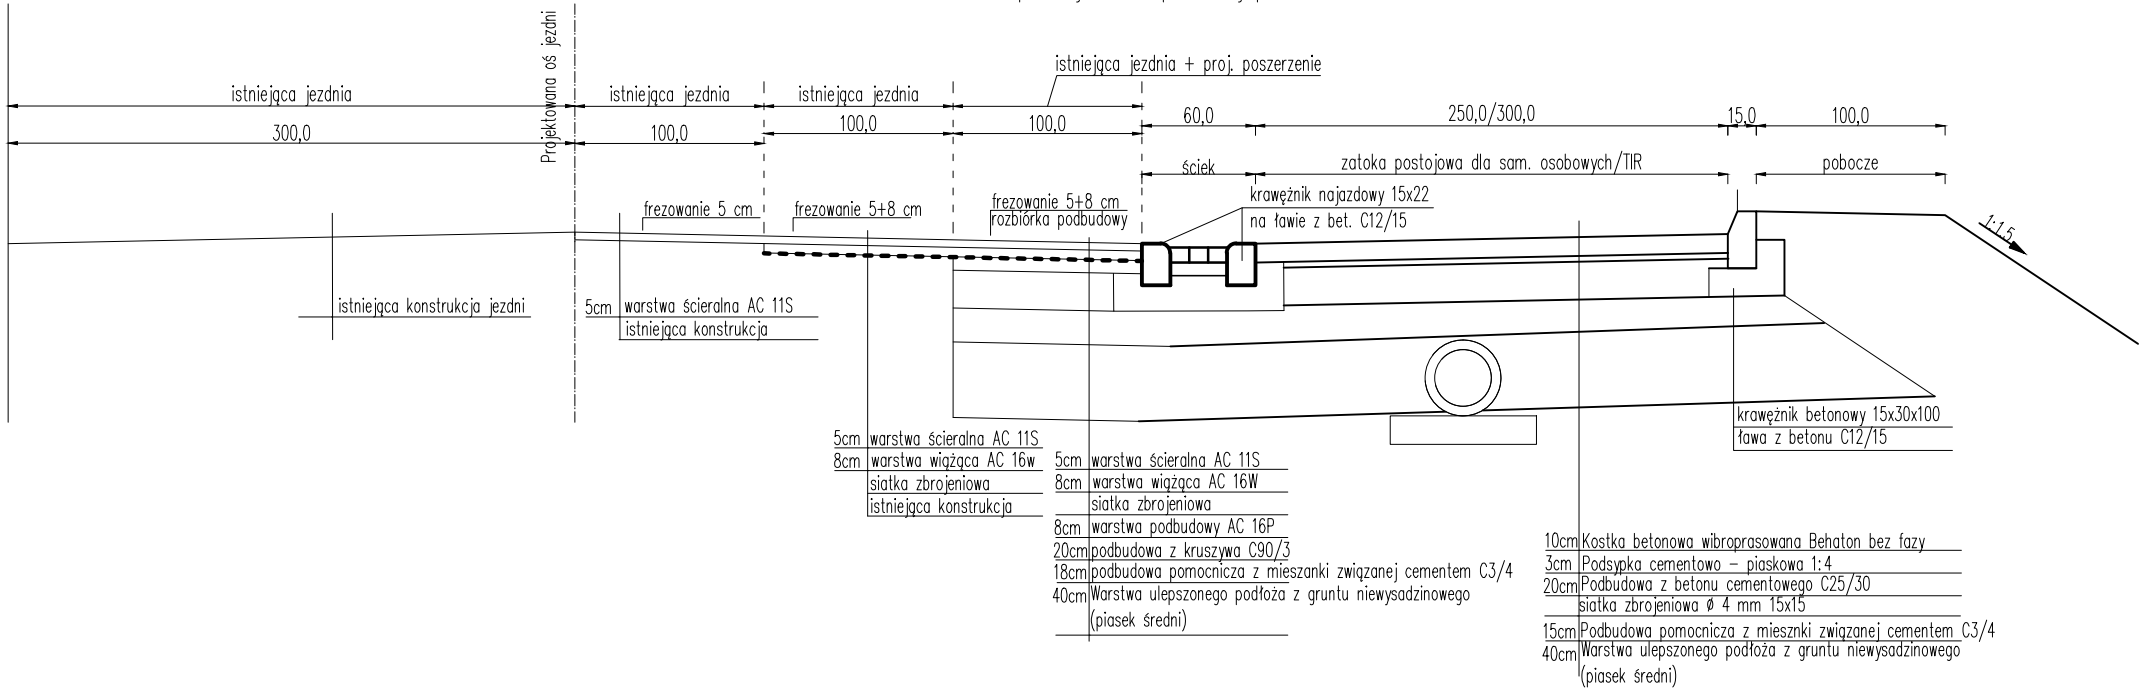 Projektowana oś jezdni
istniejąca jezdnia + proj. poszerzenie
istniejąca jezdnia
istniejąca jezdnia
istniejąca jezdnia
300,0
100,0
100,0
100,0
60,0
250,0/300,0
15,0
100,0
ściek
zatoka postojowa dla sam. osobowych/TIR
pobocze
frezowanie 5 cm
frezowanie 5+8 cm
frezowanie 5+8 cm
rozbiórka podbudowy
krawężnik najazdowy 15x22
na ławie z bet. C12/15
1:1,5
istniejąca konstrukcja jezdni
5cm warstwa ścieralna AC 11S
istniejąca konstrukcja
5cm warstwa ścieralna AC 11S
8cm warstwa wiążąca AC 16w
siatka zbrojeniowa
istniejąca konstrukcja
5cm warstwa ścieralna AC 11S
8cm warstwa wiążąca AC 16W
siatka zbrojeniowa
8cm warstwa podbudowy AC 16P
20cm podbudowa z kruszywa C90/3
18cm podbudowa pomocnicza z mieszanki związanej cementem C3/4
40cm Warstwa ulepszonego podłoża z gruntu niewysadzinowego
(piasek średni)
krawężnik betonowy 15x30x100
ława z betonu C12/15
10cm Kostka betonowa wibroprasowana Behaton bez fazy
3cm Podsypka cementowo – piaskowa 1:4
20cm Podbudowa z betonu cementowego C25/30
siatka zbrojeniowa Ø 4 mm 15x15
15cm Podbudowa pomocnicza z miesznki związanej cementem C3/4
40cm Warstwa ulepszonego podłoża z gruntu niewysadzinowego
(piasek średni)